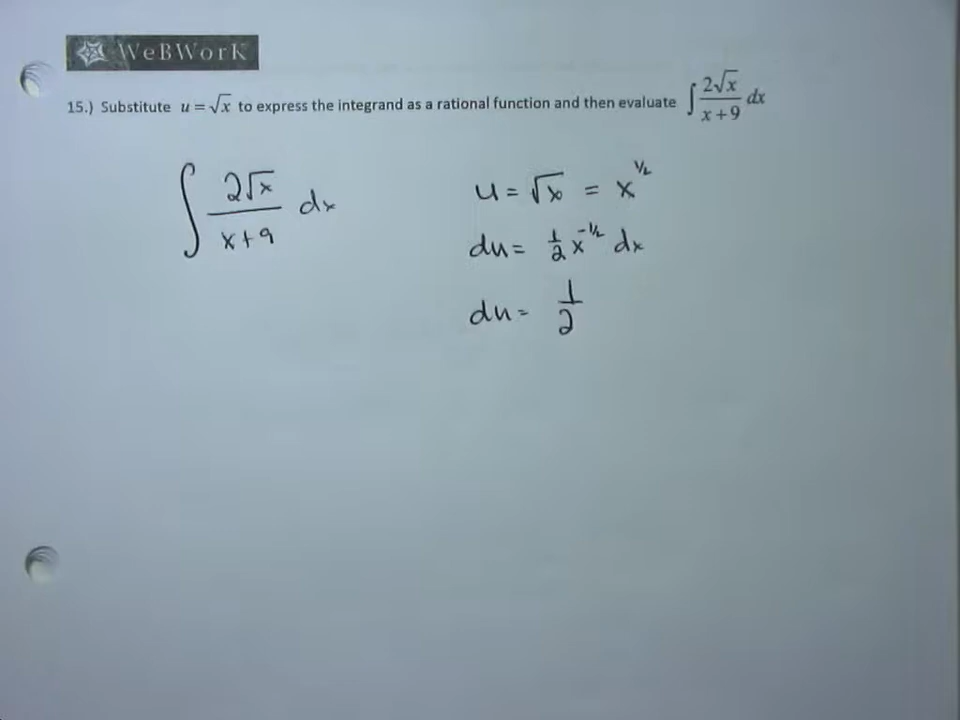 WeBWorK
15.) Substitute u = √x to express the integrand as a rational function and then evaluate ∫ 2√x / x+9 dx
∫ 2√x / x+9 dx
u = √x = x^1/2
du = 1/2 x^-1/2 dx
du = 1/2